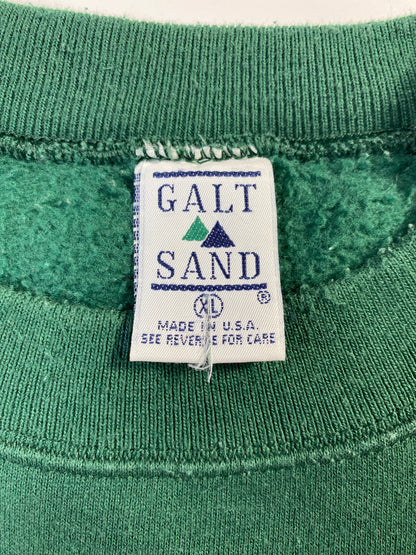 GALT
SAND
®
XL
MADE IN U.S.A.
SEE REVERSE FOR CARE